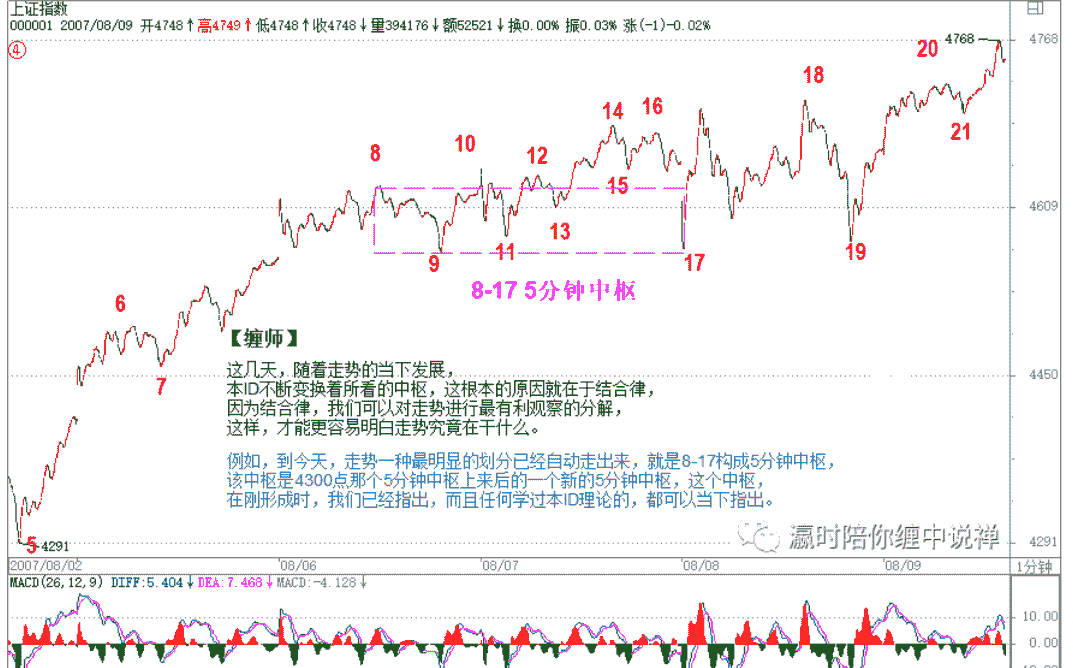 上证指数
000001 2007/08/09 开4748↑高4749↑低4748↑收4748↓量394176↓额52521↓换0.00% 振0.03% 涨(-1)-0.02%
④
4768
4768
20
18
14
16
21
10
12
8
15
4609
13
11
17
19
9
8-17 5分钟中枢
6
【缠师】
这几天，随着走势的当下发展，
7
4450
本ID不断变换着所看的中枢，这根本的原因就在于结合律，
因为结合律，我们可以对走势进行最有利观察的分解，
这样，才能更容易明白走势究竟在干什么。
例如，到今天，走势一种最明显的划分已经自动走出来，就是8-17构成5分钟中枢，
该中枢是4300点那个5分钟中枢上来后的一个新的5分钟中枢，这个中枢，
在刚形成时，我们已经指出，而且任何学过本ID理论的，都可以当下指出。
瀛时陪你缠中说禅
5
4291
4291
2007/08/02 08/06 08/07 08/08 08/09 1分钟
MACD(26,12,9) DIFF:5.404↓DEA:7.468↓MACD:-4.128↓
10.00
0.00